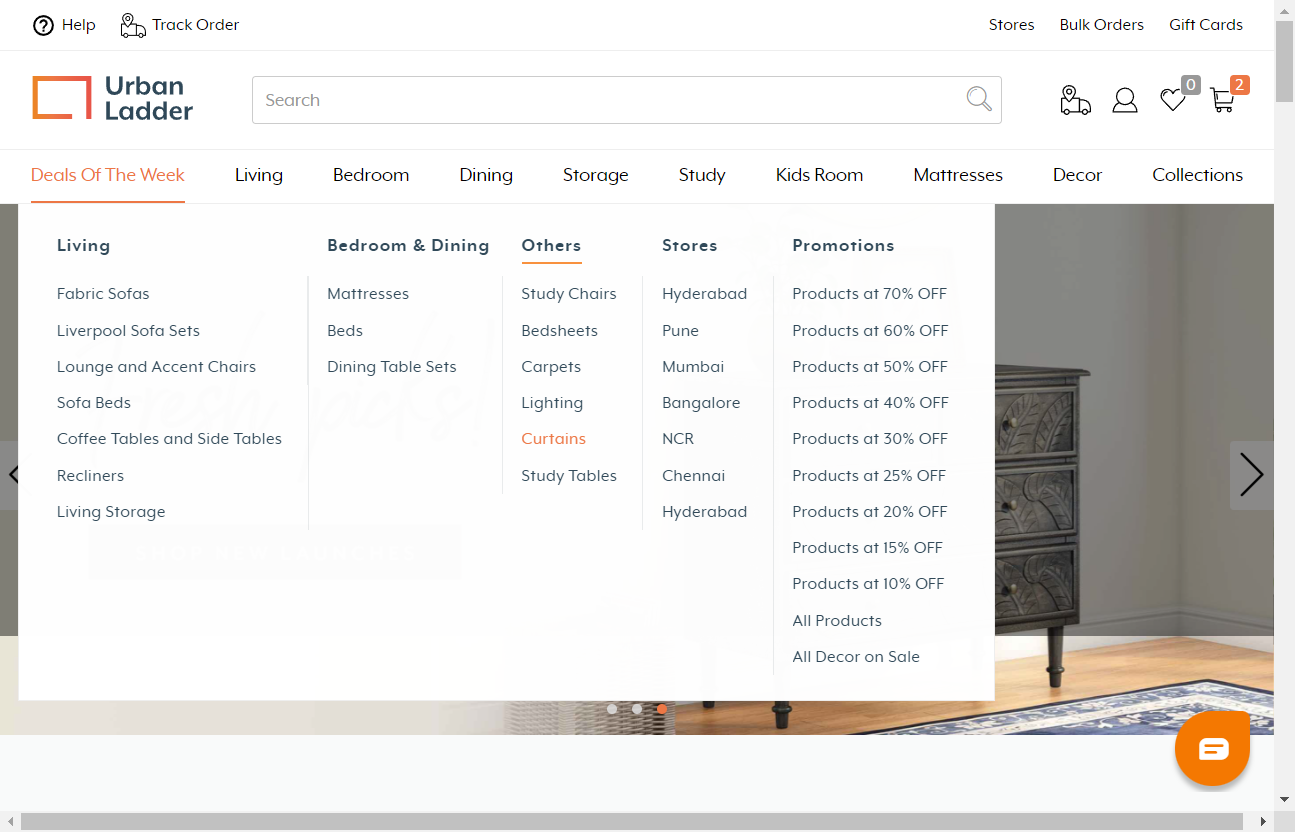 Help
Track Order
Stores
Bulk Orders
Gift Cards
Urban
Ladder
Search
0
2
Deals Of The Week
Living
Bedroom
Dining
Storage
Study
Kids Room
Mattresses
Decor
Collections
Living
Fabric Sofas
Liverpool Sofa Sets
Lounge and Accent Chairs
Sofa Beds
Coffee Tables and Side Tables
Recliners
Living Storage
Bedroom & Dining
Mattresses
Beds
Dining Table Sets
Others
Study Chairs
Bedsheets
Carpets
Lighting
Curtains
Study Tables
Stores
Hyderabad
Pune
Mumbai
Bangalore
NCR
Chennai
Hyderabad
Promotions
Products at 70% OFF
Products at 60% OFF
Products at 50% OFF
Products at 40% OFF
Products at 30% OFF
Products at 25% OFF
Products at 20% OFF
Products at 15% OFF
Products at 10% OFF
All Products
All Decor on Sale